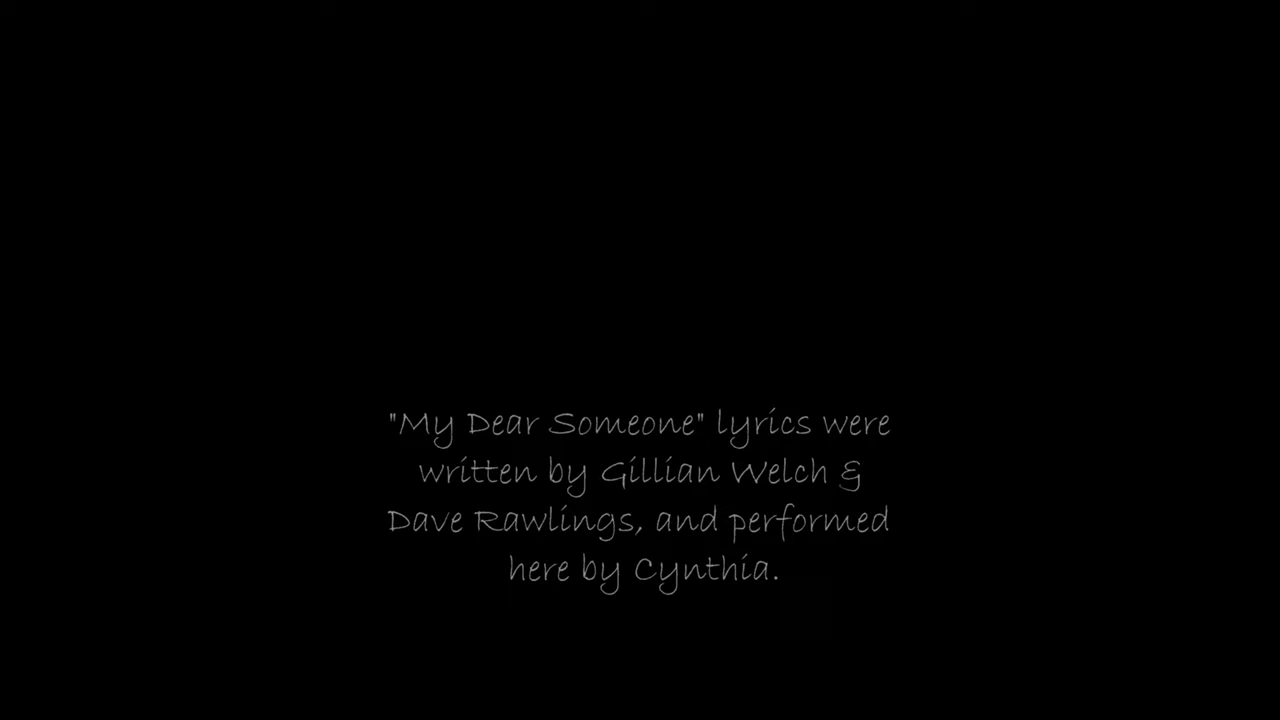 "My Dear Someone" lyrics were
written by Gillian Welch &
Dave Rawlings, and performed
here by Cynthia.